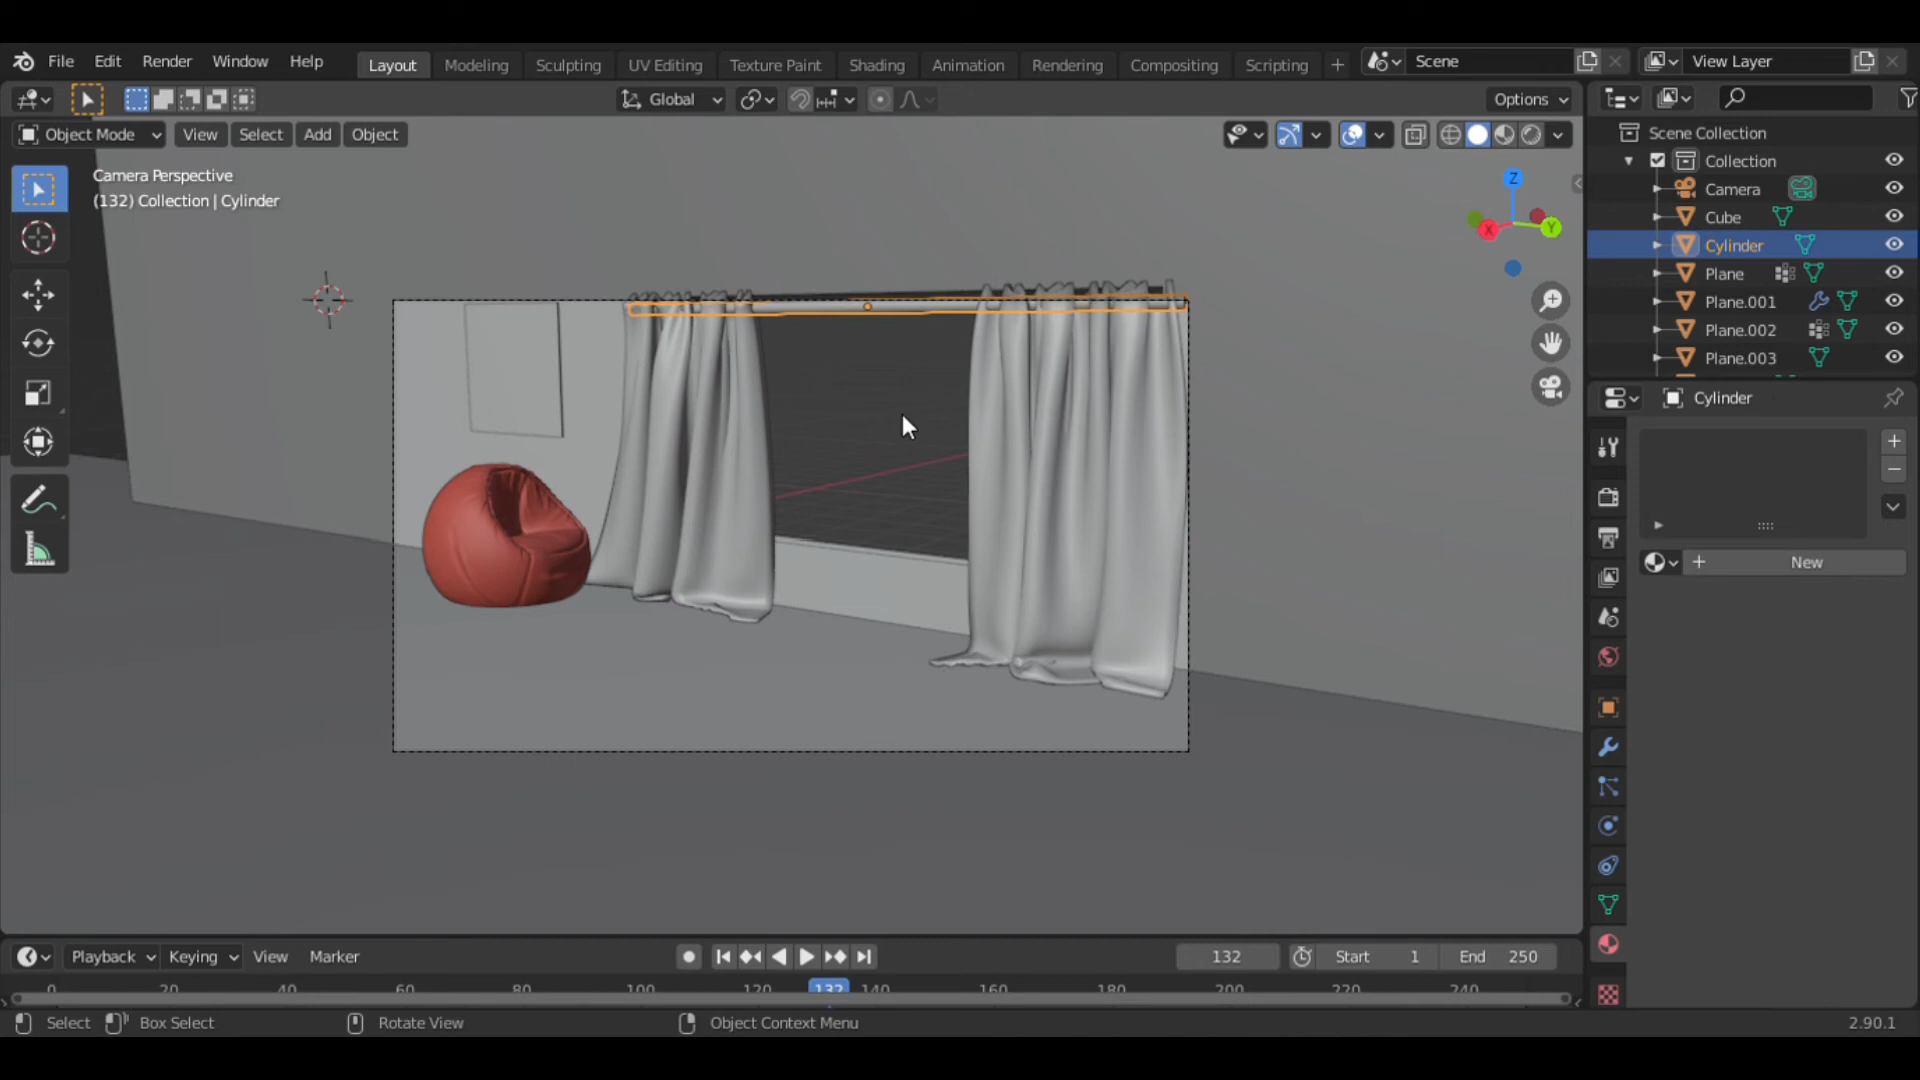 File Edit Render Window Help Layout Modeling Sculpting UV Editing Texture Paint Shading Animation Rendering Compositing Scripting + Scene View Layer
Global Options
Object Mode View Select Add Object
Camera Perspective
(132) Collection | Cylinder
Z
X
Y
Scene Collection
Collection
Camera
Cube
Cylinder
Plane
Plane.001
Plane.002
Plane.003
Cylinder
New
Playback Keying View Marker 132 Start 1 End 250
0 20 40 60 80 100 120 132 140 160 180 200 220 240
Select Box Select Rotate View Object Context Menu 2.90.1